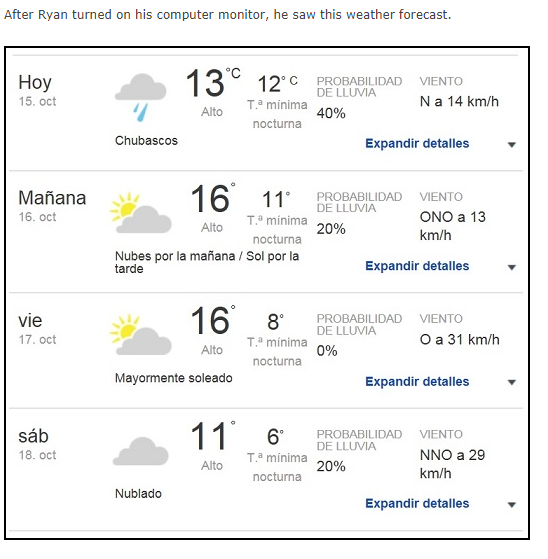 After Ryan turned on his computer monitor, he saw this weather forecast.
Hoy
15. oct
Chubascos
13°C
Alto
12° C
T.ª mínima
nocturna
PROBABILIDAD
DE LLUVIA
40%
VIENTO
N a 14 km/h
Expandir detalles
Mañana
16. oct
Nubes por la mañana / Sol por la
tarde
16°
Alto
11°
T.ª mínima
nocturna
PROBABILIDAD
DE LLUVIA
20%
VIENTO
ONO a 13
km/h
Expandir detalles
vie
17. oct
Mayormente soleado
16°
Alto
8°
T.ª mínima
nocturna
PROBABILIDAD
DE LLUVIA
0%
VIENTO
O a 31 km/h
Expandir detalles
sáb
18. oct
Nublado
11°
Alto
6°
T.ª mínima
nocturna
PROBABILIDAD
DE LLUVIA
20%
VIENTO
NNO a 29
km/h
Expandir detalles